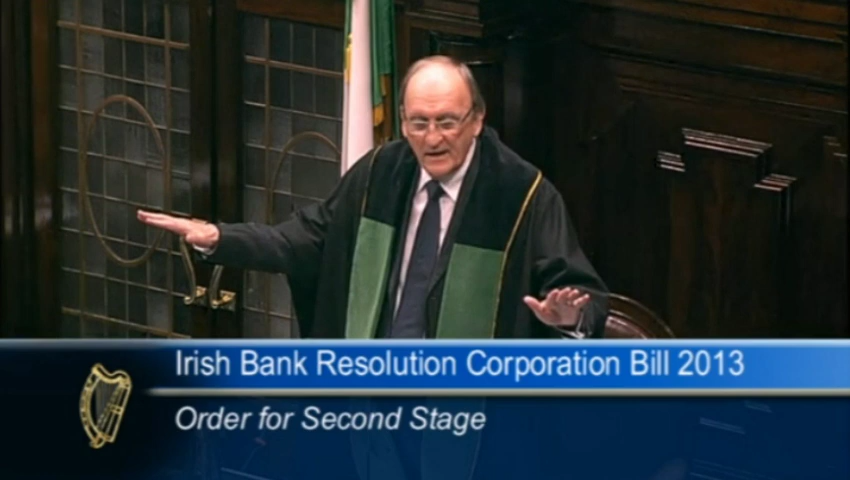 Irish Bank Resolution Corporation Bill 2013
Order for Second Stage